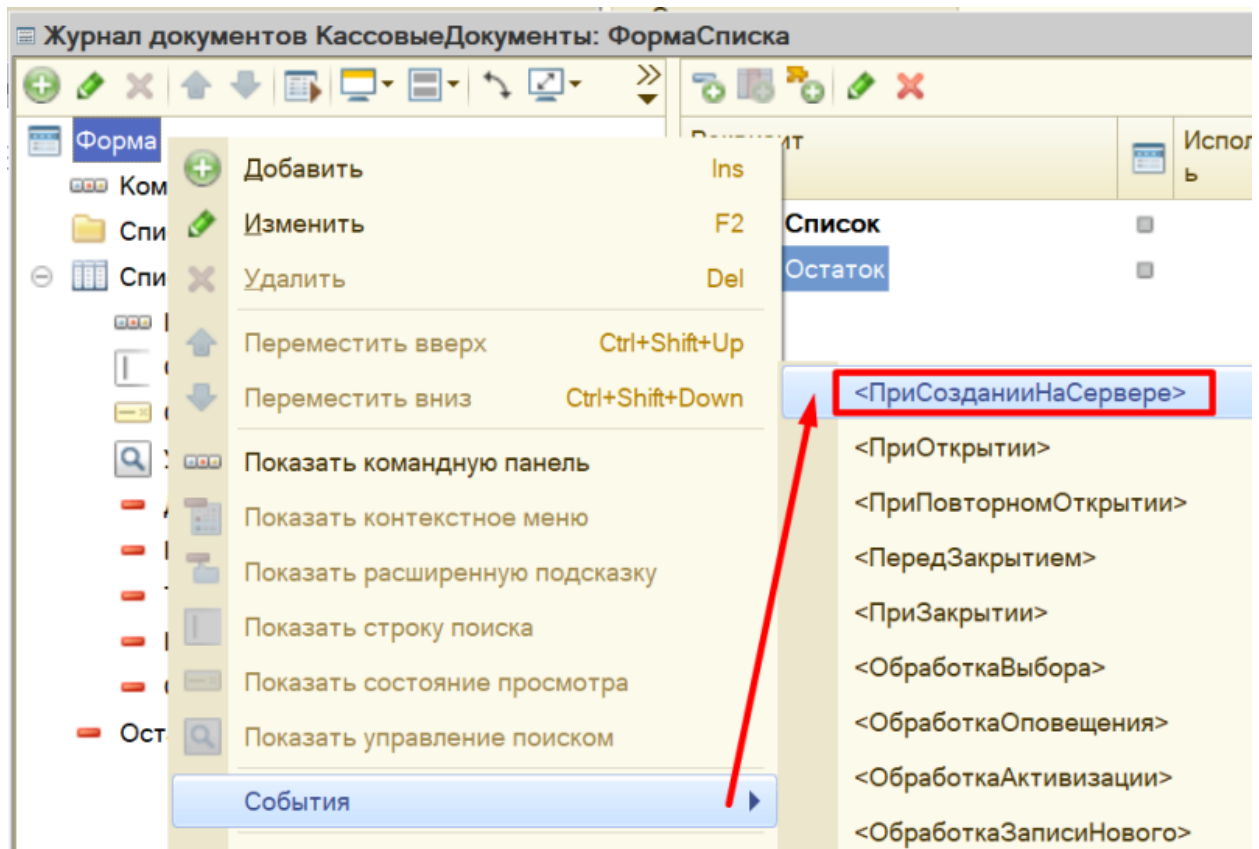 Журнал документов КассовыеДокументы: ФормаСписка
Форма
Испол
ь
Ком
Добавить Ins
Спи
Изменить F2
Список
Спи
Удалить Del
Остаток
Переместить вверх Ctrl+Shift+Up
Переместить вниз Ctrl+Shift+Down
<ПриСозданииНаСервере>
<ПриОткрытии>
Показать командную панель
<ПриПовторномОткрытии>
Показать контекстное меню
<ПередЗакрытием>
Показать расширенную подсказку
<ПриЗакрытии>
Показать строку поиска
<ОбработкаВыбора>
Показать состояние просмотра
<ОбработкаОповещения>
Ост
Показать управление поиском
<ОбработкаАктивизации>
События
<ОбработкаЗаписиНового>